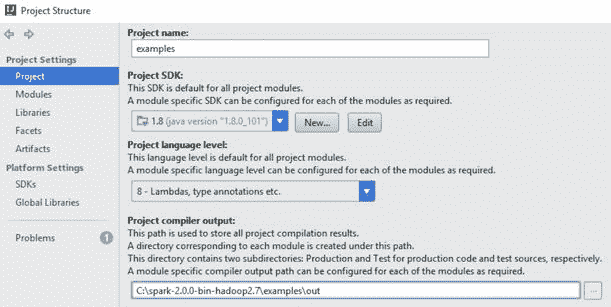 Project Structure
Project Settings
Project
Modules
Libraries
Facets
Artifacts
Platform Settings
SDKs
Global Libraries
Problems
1
Project name:
examples
Project SDK:
This SDK is default for all project modules.
A module specific SDK can be configured for each of the modules as required.
1.8 (java version "1.8.0_101")
New...
Edit
Project language level:
This language level is default for all project modules.
A module specific language level can be configured for each of the modules as required.
8 - Lambdas, type annotations etc.
Project compiler output:
This path is used to store all project compilation results.
A directory corresponding to each module is created under this path.
This directory contains two subdirectories: Production and Test for production code and test sources, respectively.
A module specific compiler output path can be configured for each of the modules as required.
C:\spark-2.0.0-bin-hadoop2.7\examples\out
...